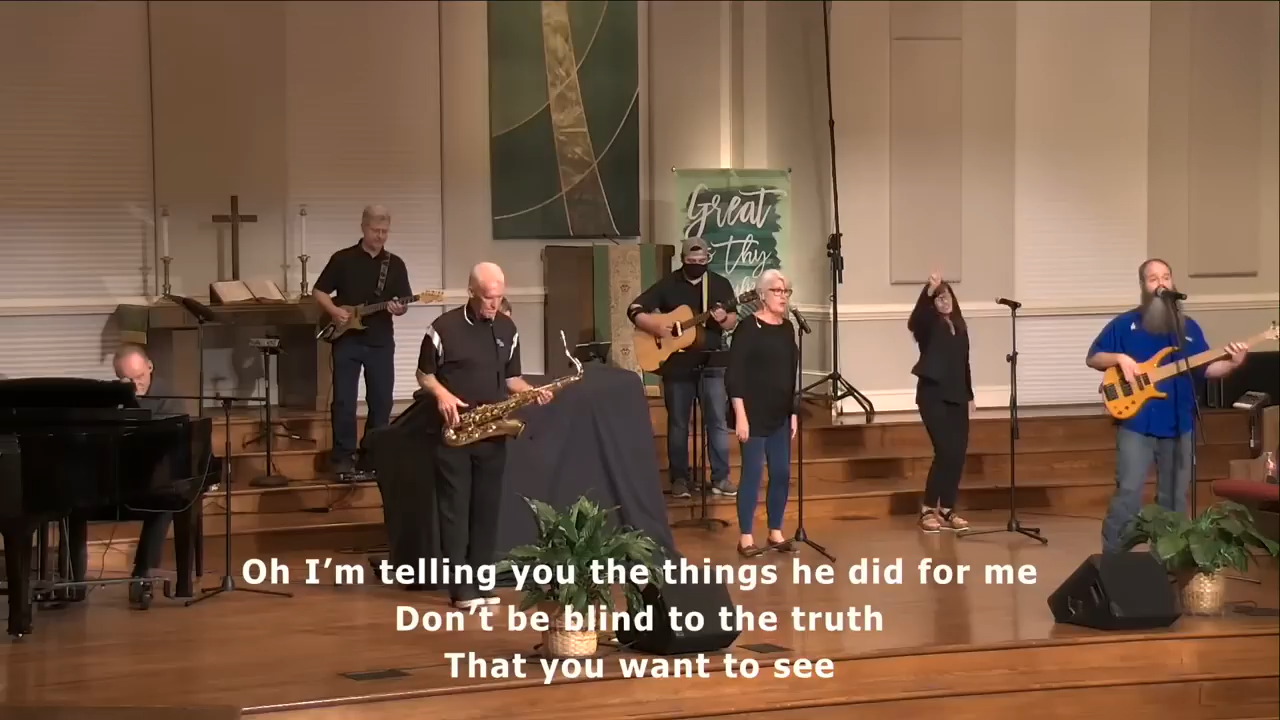 Great
thy
Oh I’m telling you the things he did for me
Don’t be blind to the truth
That you want to see